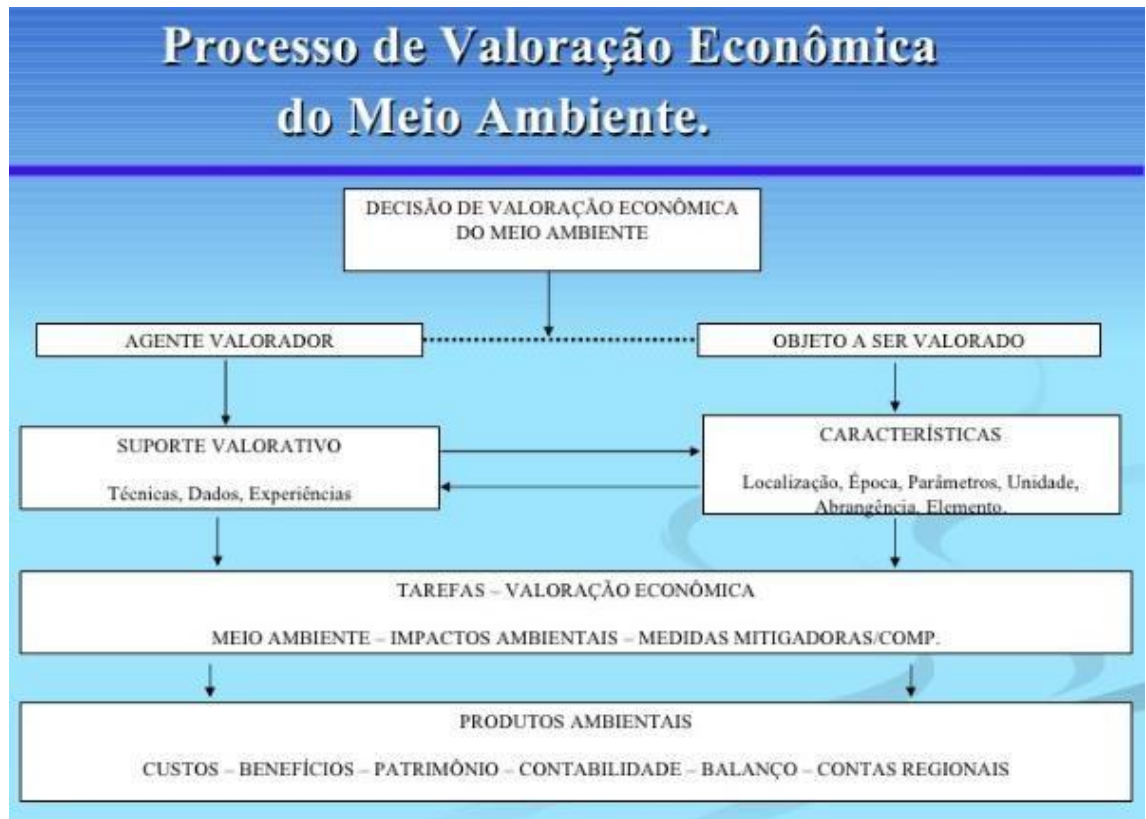 Processo de Valoração Econômica
do Meio Ambiente.
DECISÃO DE VALORAÇÃO ECONÔMICA
DO MEIO AMBIENTE
AGENTE VALORADOR
OBJETO A SER VALORADO
SUPORTE VALORATIVO
Técnicas, Dados, Experiências
CARACTERÍSTICAS
Localização, Época, Parâmetros, Unidade,
Abrangência, Elemento.
TAREFAS – VALORAÇÃO ECONÔMICA
MEIO AMBIENTE – IMPACTOS AMBIENTAIS – MEDIDAS MITIGADORAS/COMP.
PRODUTOS AMBIENTAIS
CUSTOS – BENEFÍCIOS – PATRIMÔNIO – CONTABILIDADE – BALANÇO – CONTAS REGIONAIS